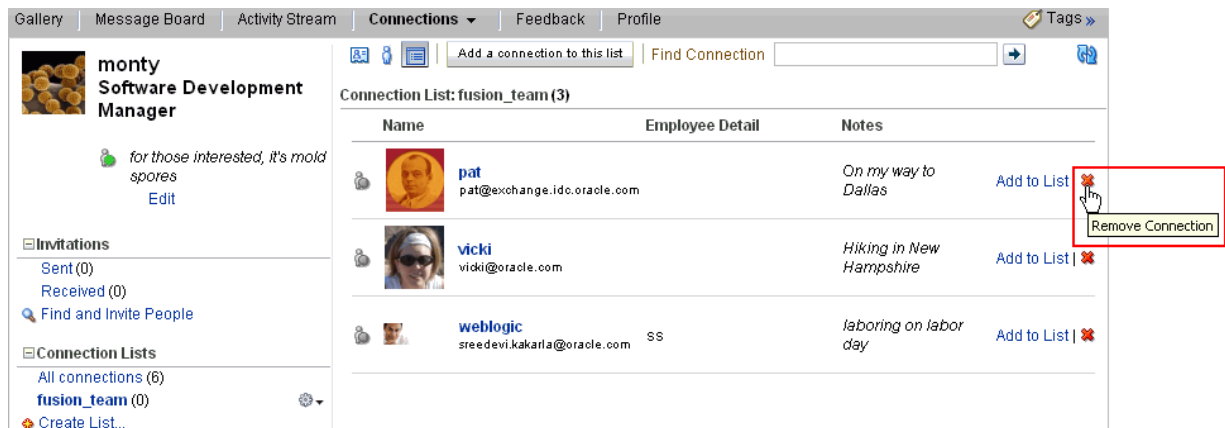 Gallery Message Board Activity Stream Connections Feedback Profile Tags »
monty
Software Development
Manager
for those interested, it's mold
spores
Edit
Invitations
Sent (0)
Received (0)
Find and Invite People
Connection Lists
All connections (6)
fusion_team (0)
Create List...
Add a connection to this list Find Connection
Connection List: fusion_team (3)
Name Employee Detail Notes
pat
pat@exchange.idc.oracle.com
On my way to
Dallas
Add to List
Remove Connection
vicki
vicki@oracle.com
Hiking in New
Hampshire
Add to List |
weblogic
sreedevi.kakarla@oracle.com
ss
laboring on labor
day
Add to List |